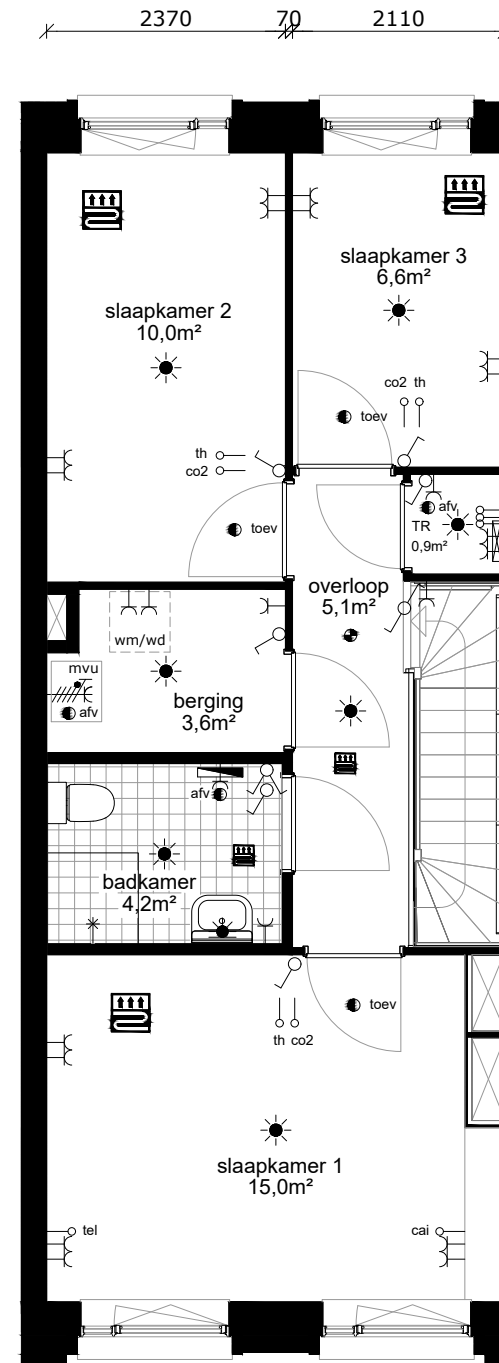 2370 70 2110
slaapkamer 3
6,6m²
slaapkamer 2
10,0m²
co2 th
toev
th
co2
toev
afv
TR
0,9m²
overloop
5,1m²
wm/wd
mvu
afv
berging
3,6m²
afv
badkamer
4,2m²
toev
th co2
slaapkamer 1
15,0m²
tel
cai